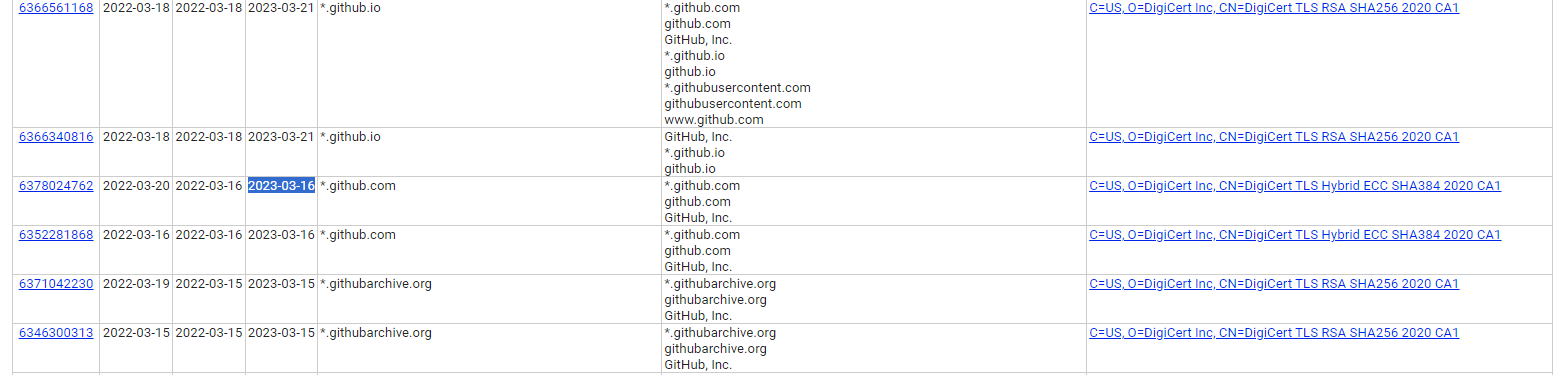 6366561168 2022-03-18 2022-03-18 2023-03-21 *.github.io *.github.com C=US, O=DigiCert Inc, CN=DigiCert TLS RSA SHA256 2020 CA1
github.com
GitHub, Inc.
*.github.io
github.io
*.githubusercontent.com
githubusercontent.com
www.github.com
6366340816 2022-03-18 2022-03-18 2023-03-21 *.github.io GitHub, Inc. C=US, O=DigiCert Inc, CN=DigiCert TLS RSA SHA256 2020 CA1
*.github.io
github.io
6378024762 2022-03-20 2022-03-16 2023-03-16 *.github.com *.github.com C=US, O=DigiCert Inc, CN=DigiCert TLS Hybrid ECC SHA384 2020 CA1
github.com
GitHub, Inc.
6352281868 2022-03-16 2022-03-16 2023-03-16 *.github.com *.github.com C=US, O=DigiCert Inc, CN=DigiCert TLS Hybrid ECC SHA384 2020 CA1
github.com
GitHub, Inc.
6371042230 2022-03-19 2022-03-15 2023-03-15 *.githubarchive.org *.githubarchive.org C=US, O=DigiCert Inc, CN=DigiCert TLS RSA SHA256 2020 CA1
githubarchive.org
GitHub, Inc.
6346300313 2022-03-15 2022-03-15 2023-03-15 *.githubarchive.org *.githubarchive.org C=US, O=DigiCert Inc, CN=DigiCert TLS RSA SHA256 2020 CA1
githubarchive.org
GitHub, Inc.